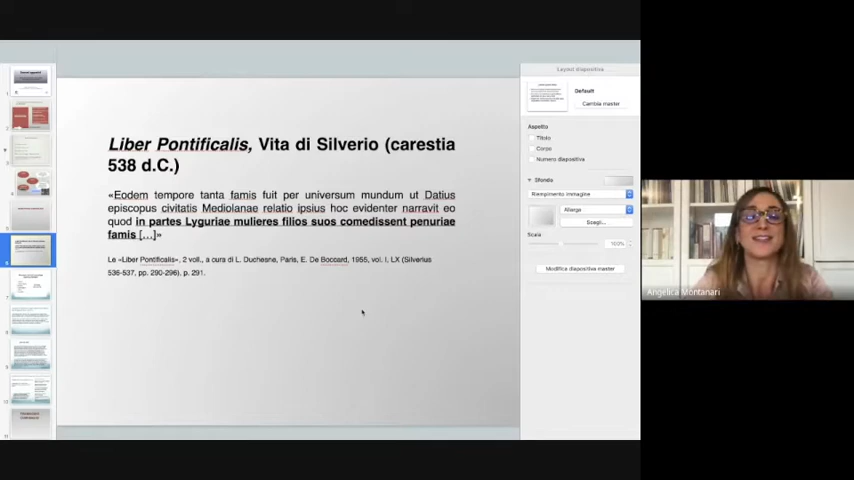 Liber Pontificalis, Vita di Silverio (carestia
538 d.C.)
«Eodem tempore tanta famis fuit per universum mundum ut Datius
episcopus civitatis Mediolanae relatio ipsius hoc evidenter narravit eo
quod in partes Lyguriae mulieres filios suos comedissent penuriae
famis [...]»
Le «Liber Pontificalis», 2 voll., a cura di L. Duchesne, Paris, E. De Boccard, 1955, vol. I, LX (Silverius
536-537, pp. 290-296). p. 291.
Layout diapositiva
Default
Cambia master
Aspetto
Titolo
Corpo
Numero diapositiva
Sfondo
Riempimento immagine
Allarga
Scegli...
Scala
100%
Modifica diapositiva master
Angelica Montanari